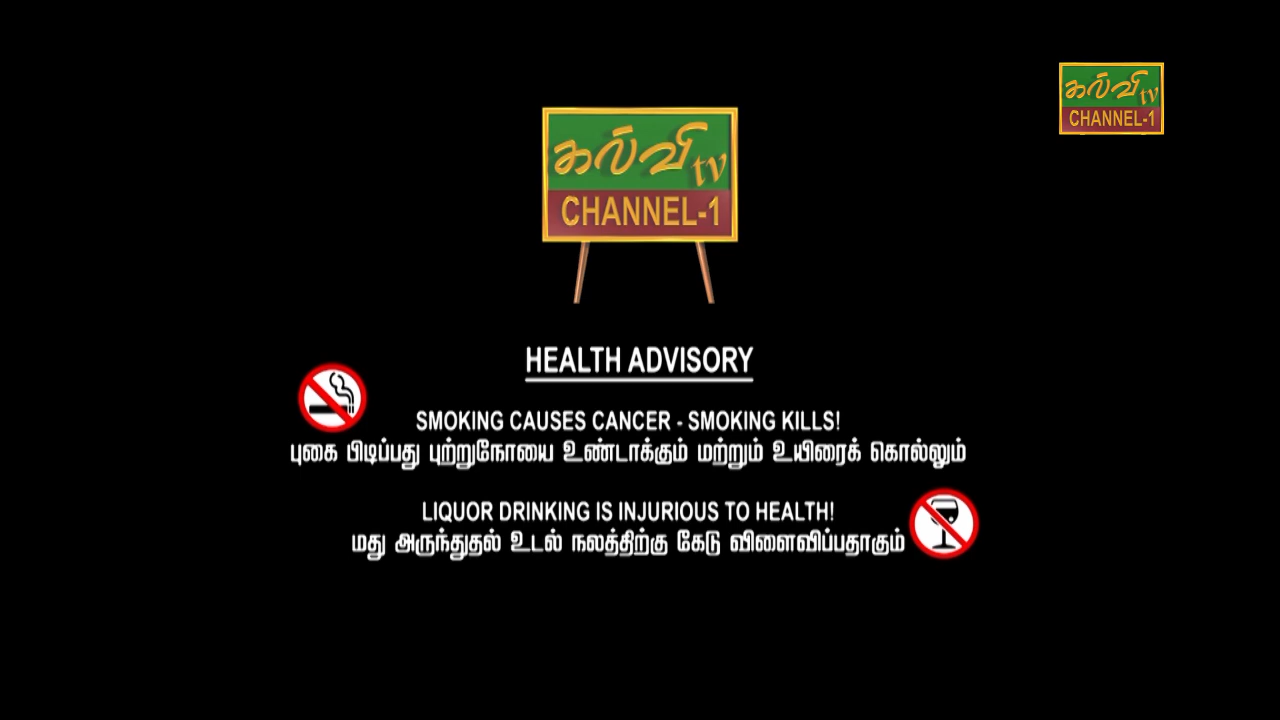 கல்வி tv
CHANNEL-1
கல்வி tv
CHANNEL-1
HEALTH ADVISORY
SMOKING CAUSES CANCER - SMOKING KILLS!
புகை பிடிப்பது புற்றுநோயை உண்டாக்கும் மற்றும் உயிரைக் கொல்லும்
LIQUOR DRINKING IS INJURIOUS TO HEALTH!
மது அருந்துதல் உடல் நலத்திற்கு கேடு விளைவிப்பதாகும்